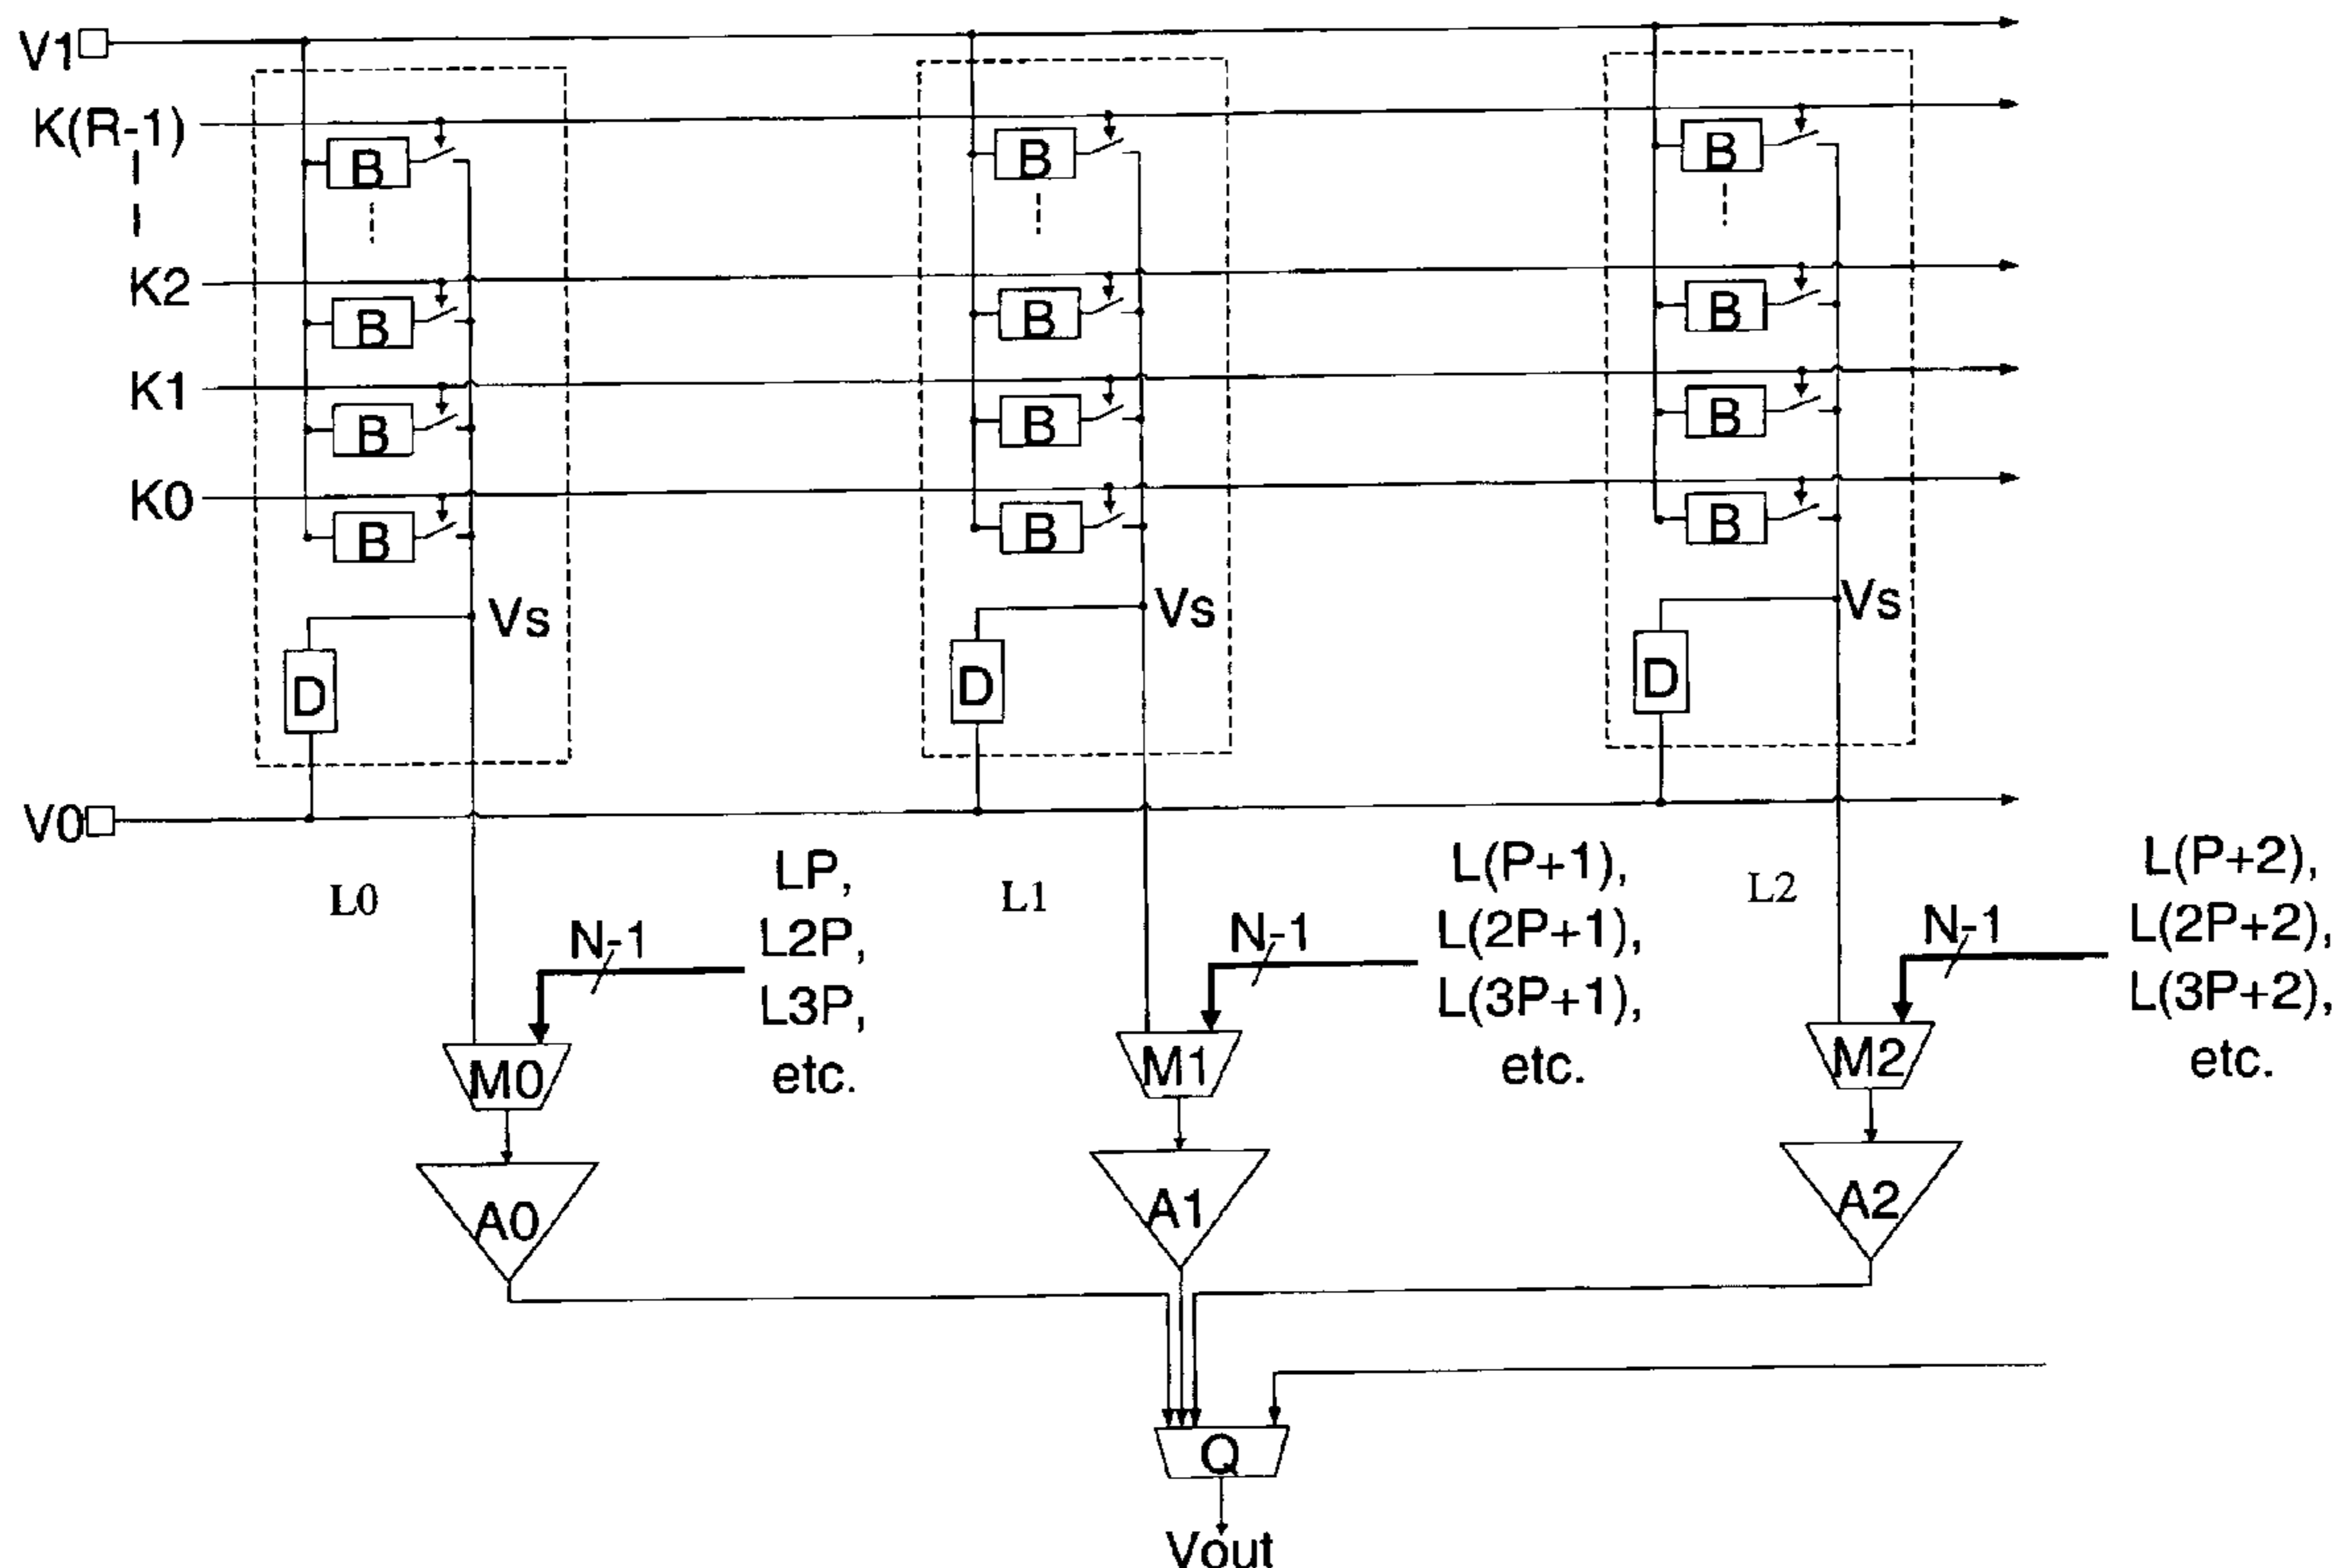 V1
K(R-1)
B
B
B
K2
B
B
B
K1
B
B
B
K0
B
B
B
Vs
Vs
Vs
D
D
D
V0
L0
LP,
L2P,
L3P,
etc.
N-1
L1
L(P+1),
L(2P+1),
L(3P+1),
etc.
N-1
L2
L(P+2),
L(2P+2),
L(3P+2),
etc.
N-1
M0
M1
M2
A0
A1
A2
Q
Vout